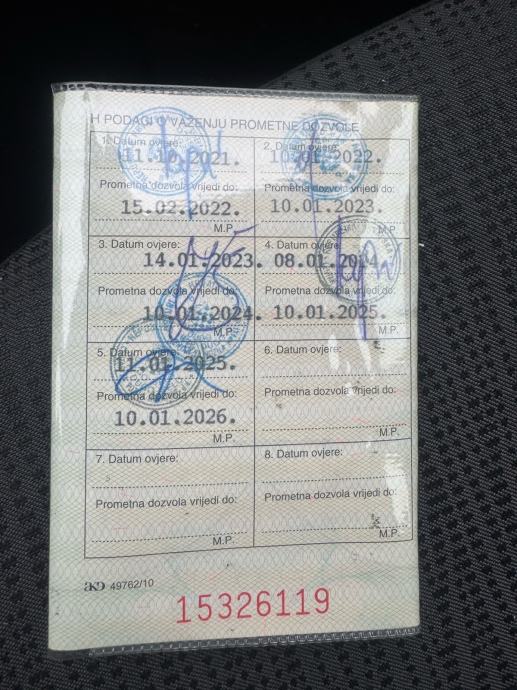 H PODACI O VAŽENJU PROMETNE DOZVOLE
1. Datum ovjere:
11.10.2021.
Prometna dozvola vrijedi do:
15.02.2022.
M.P.
2. Datum ovjere:
2022.
Prometna dozvola vrijedi do:
10.01.2023.
M.P.
3. Datum ovjere:
14.01.2023.
Prometna dozvola vrijedi do:
10.01.2024.
M.P.
4. Datum ovjere:
08.01.2024.
Prometna dozvola vrijedi do:
10.01.2025.
M.P.
5. Datum ovjere:
11.01.2025.
Prometna dozvola vrijedi do:
10.01.2026.
M.P.
6. Datum ovjere:
Prometna dozvola vrijedi do:
M.P.
7. Datum ovjere:
Prometna dozvola vrijedi do:
M.P.
8. Datum ovjere:
Prometna dozvola vrijedi do:
M.P.
AKD 49762/10
15326119